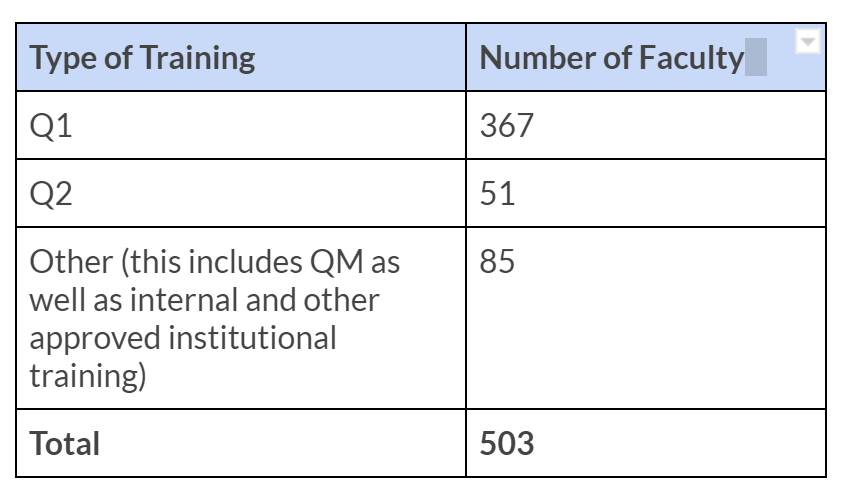 Type of Training
Number of Faculty
Q1
367
Q2
51
Other (this includes QM as
well as internal and other
approved institutional
training)
85
Total
503